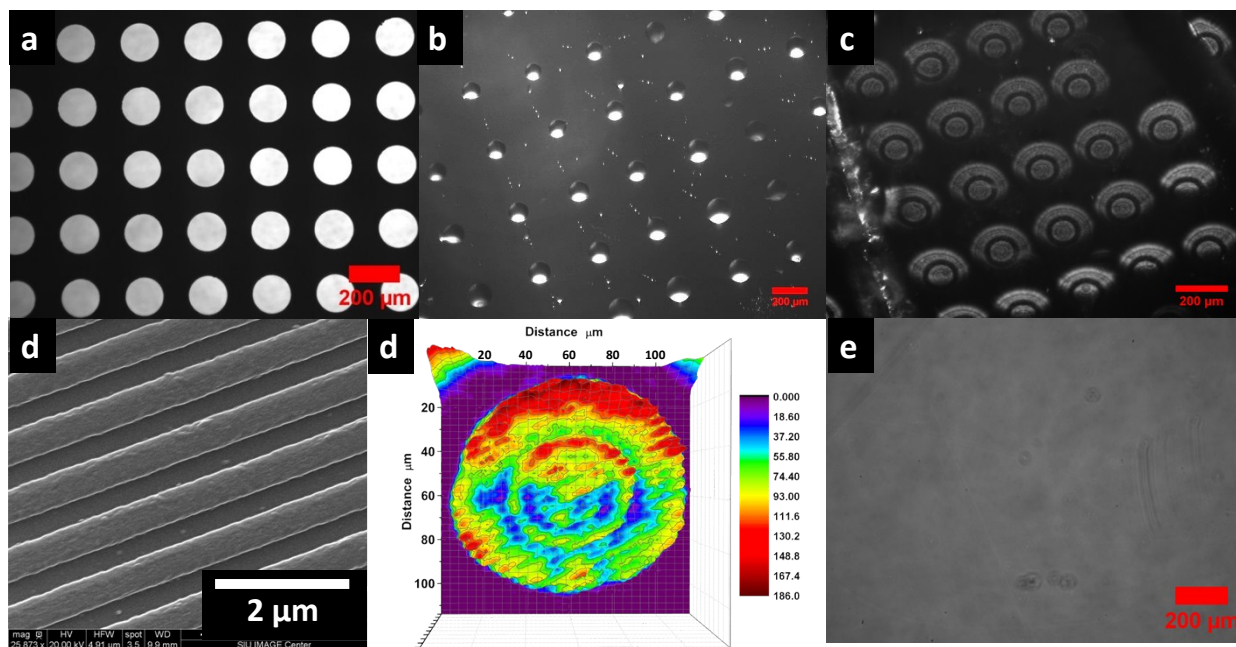 a
b
c
200 µm
200 µm
200 µm
d
2 µm
mag HV HFW spot WD
25 873 x 20.00 kV 4.91 µm 3.5 9.9 mm
SIU IMAGE Center
d
Distance µm
20 40 60 80 100
Distance µm
20
40
60
80
100
0.000
18.60
37.20
55.80
74.40
93.00
111.6
130.2
148.8
167.4
186.0
e
200 µm